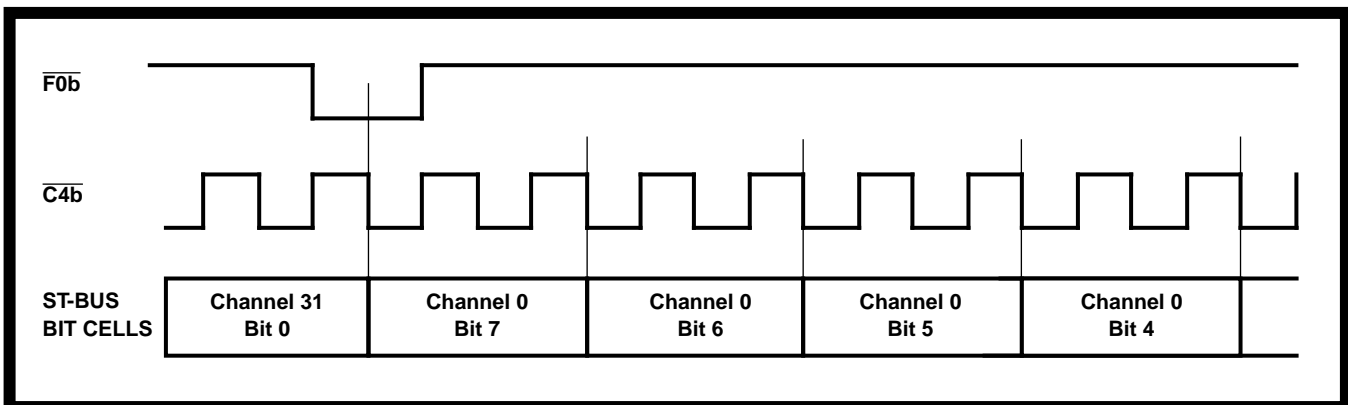 F0b
C4b
ST-BUS
BIT CELLS
Channel 31
Bit 0
Channel 0
Bit 7
Channel 0
Bit 6
Channel 0
Bit 5
Channel 0
Bit 4